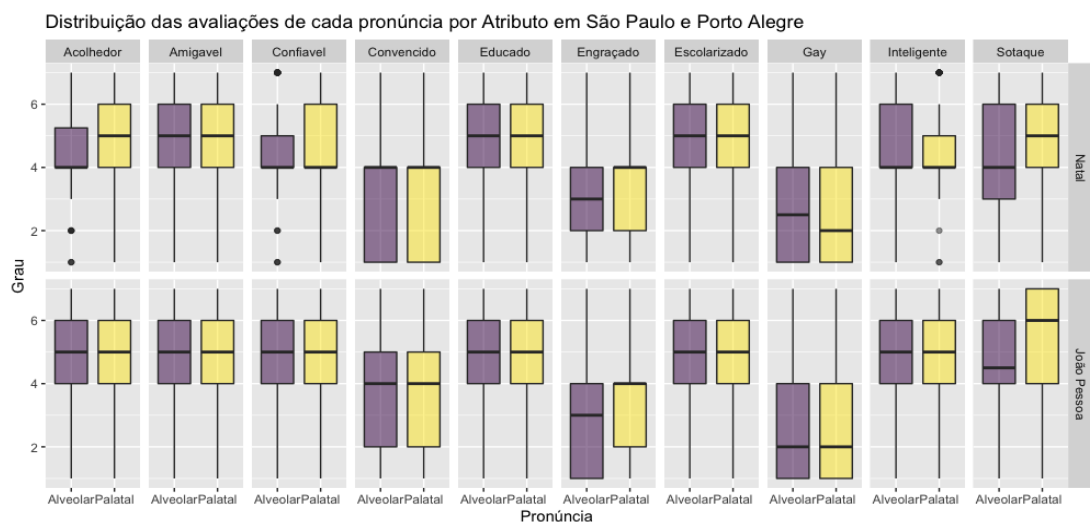 Distribuição das avaliações de cada pronúncia por Atributo em São Paulo e Porto Alegre
Acolhedor Amigavel Confiavel Convencido Educado Engraçado Escolarizado Gay Inteligente Sotaque
6
4
2
Natal
Grau
6
4
2
João Pessoa
AlveolarPalatal AlveolarPalatal AlveolarPalatal AlveolarPalatal AlveolarPalatal AlveolarPalatal AlveolarPalatal AlveolarPalatal AlveolarPalatal AlveolarPalatal
Pronúncia